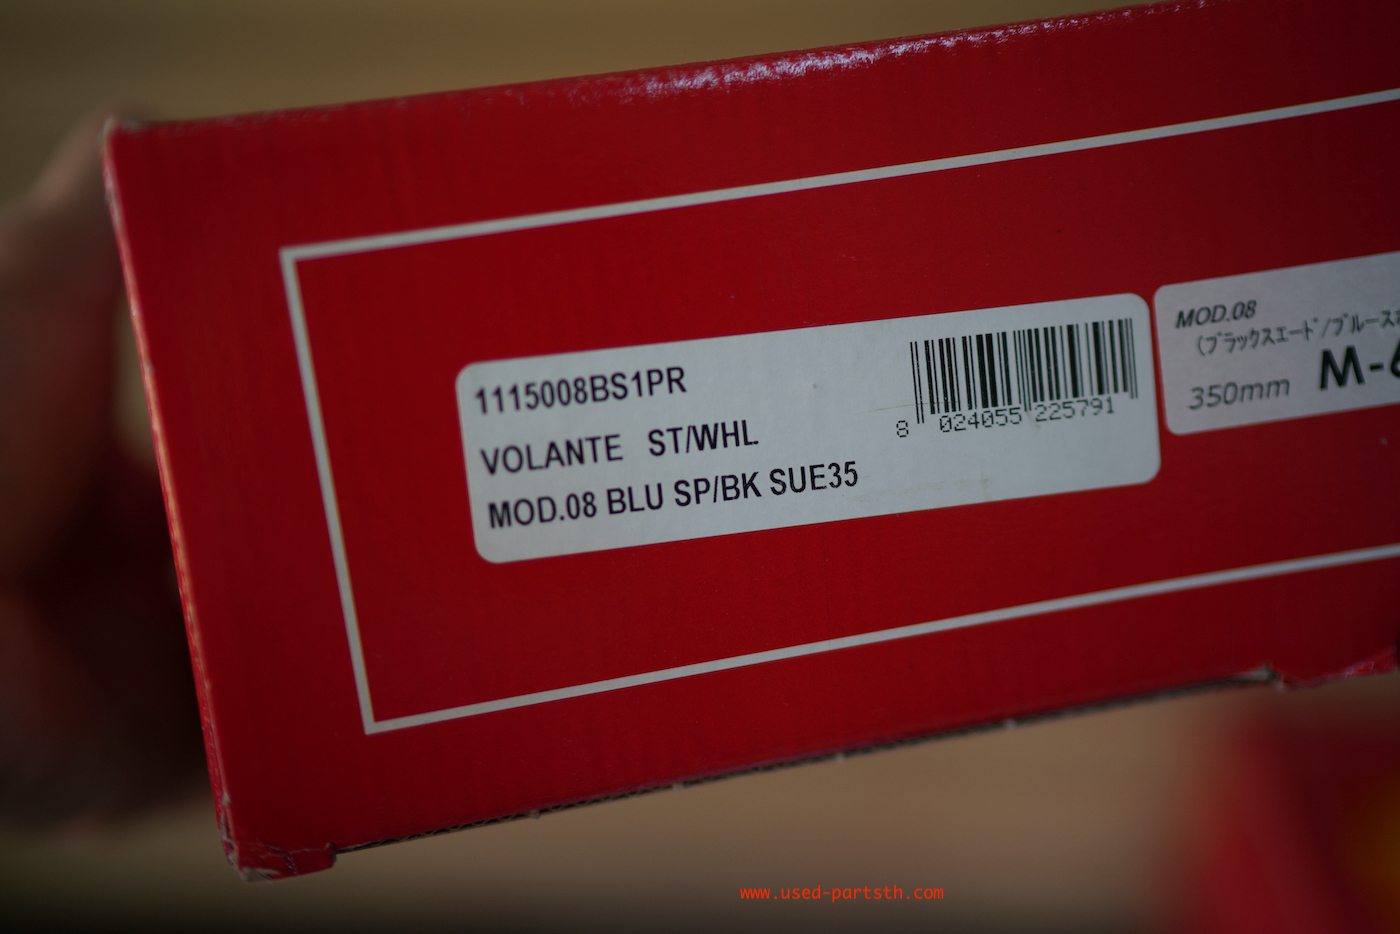 1115008BS1PR
VOLANTE ST/WHL
MOD.08 BLU SP/BK SUE35
8 024055 225791
MOD.08
(ブラックスエード/ブルース
350mm M-
www.used-partsth.com